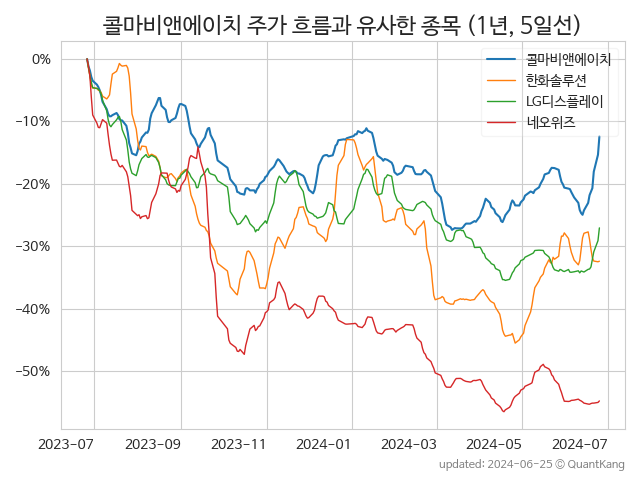 콜마비앤에이치 주가 흐름과 유사한 종목 (1년, 5일선)
콜마비앤에이치
한화솔루션
LG디스플레이
네오위즈
0%
−10%
−20%
−30%
−40%
−50%
2023-07
2023-09
2023-11
2024-01
2024-03
2024-05
2024-07
updated: 2024-06-25 © QuantKang